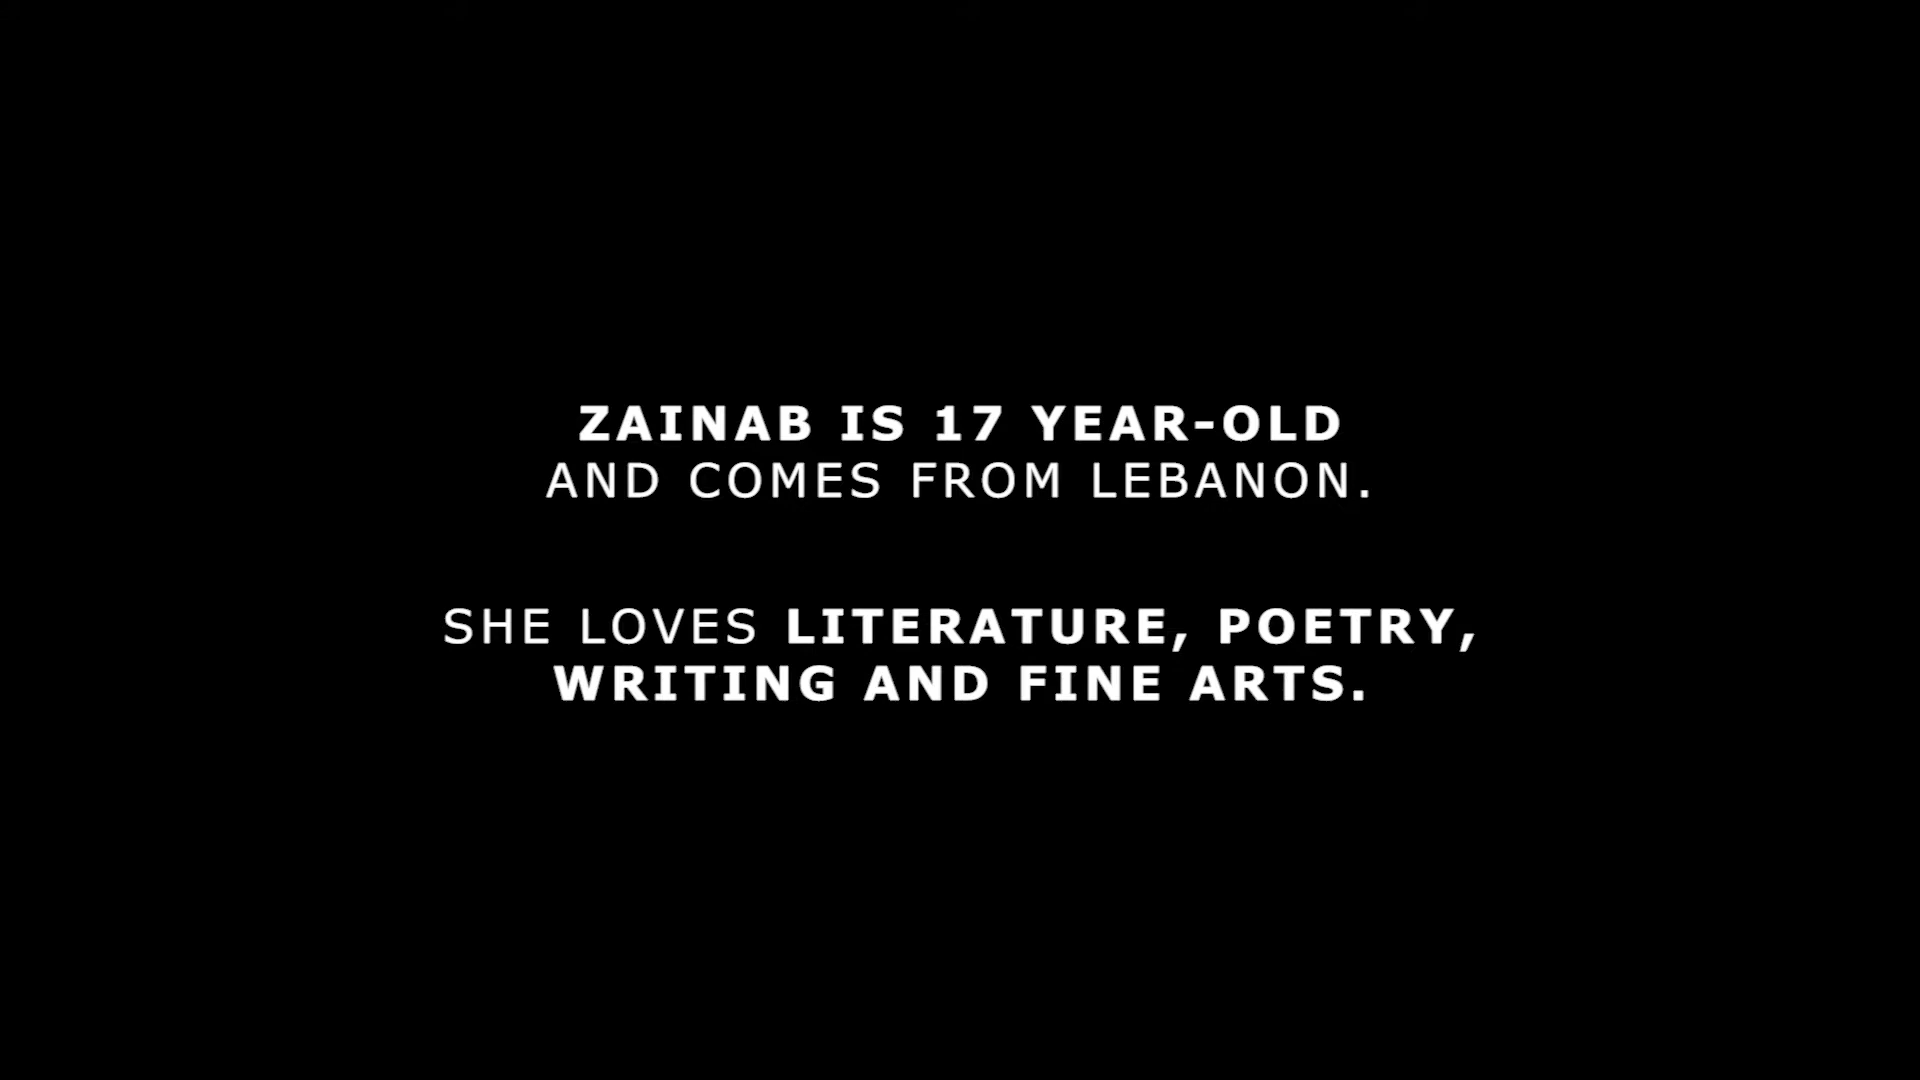 ZAINAB IS 17 YEAR-OLD
AND COMES FROM LEBANON.
SHE LOVES LITERATURE, POETRY,
WRITING AND FINE ARTS.